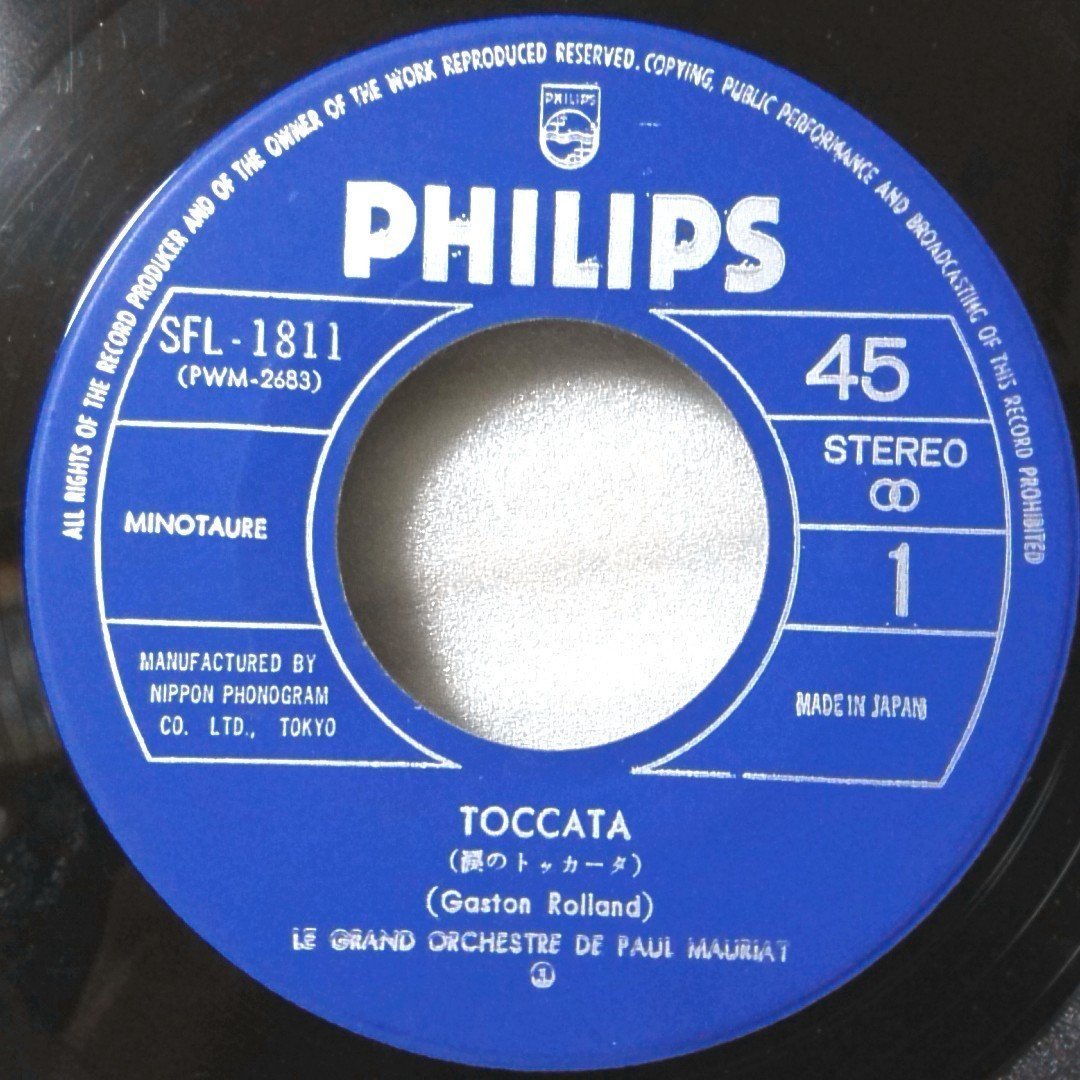 ALL RIGHTS OF THE RECORD PRODUCER AND OF THE OWNER OF THE WORK REPRODUCED RESERVED. COPYING, PUBLIC PERFORMANCE AND BROADCASTING OF THIS RECORD PROHIBITED
PHILIPS
PHILIPS
SFL-1811
(PWM-2683)
45
STEREO
MINOTAURE
1
MANUFACTURED BY
NIPPON PHONOGRAM
CO. LTD., TOKYO
MADE IN JAPAN
TOCCATA
(涙のトッカータ)
(Gaston Rolland)
LE GRAND ORCHESTRE DE PAUL MAURIAT